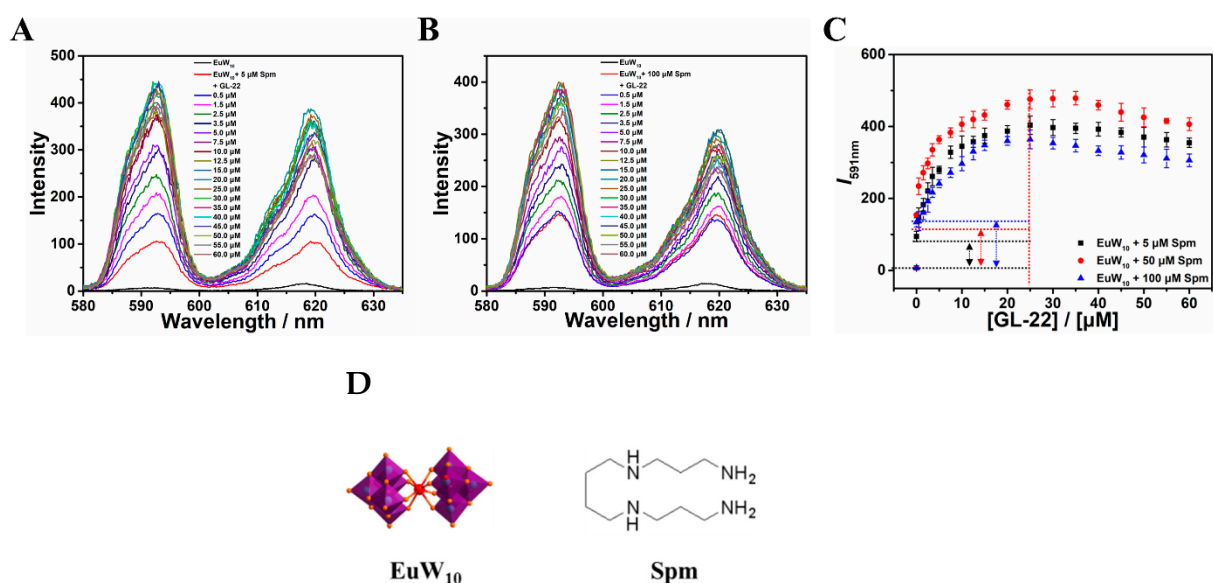 A
500
400
300
200
100
0
Intensity
580
590
600
610
620
630
Wavelength / nm
EuW10
EuW10+ 5 µM Spm
+ GL-22
0.5 µM
1.5 µM
2.5 µM
3.5 µM
5.0 µM
7.5 µM
10.0 µM
12.5 µM
15.0 µM
20.0 µM
25.0 µM
30.0 µM
35.0 µM
40.0 µM
45.0 µM
50.0 µM
55.0 µM
60.0 µM
B
500
400
300
200
100
0
Intensity
580
590
600
610
620
630
Wavelength / nm
EuW10
EuW10+ 100 µM Spm
+ GL-22
0.5 µM
1.5 µM
2.5 µM
3.5 µM
5.0 µM
7.5 µM
10.0 µM
12.5 µM
15.0 µM
20.0 µM
25.0 µM
30.0 µM
35.0 µM
40.0 µM
45.0 µM
50.0 µM
55.0 µM
60.0 µM
C
600
400
200
0
I591nm
0
10
20
30
40
50
60
[GL-22] / [µM]
EuW10 + 5 µM Spm
EuW10 + 50 µM Spm
EuW10 + 100 µM Spm
D
EuW10
H
N
NH2
N
H
NH2
Spm